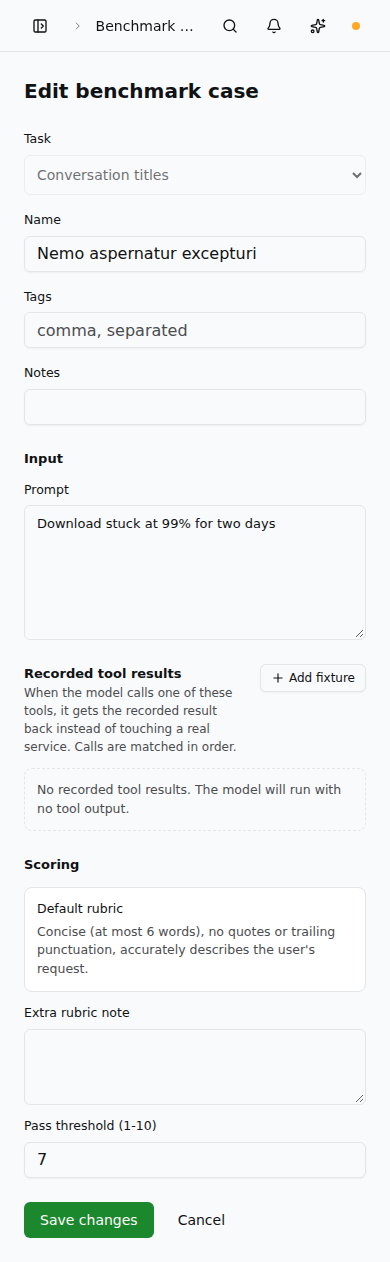 Benchmark ...
Edit benchmark case
Task
Conversation titles
Name
Nemo aspernatur excepturi
Tags
comma, separated
Notes
Input
Prompt
Download stuck at 99% for two days
Recorded tool results
Add fixture
When the model calls one of these
tools, it gets the recorded result
back instead of touching a real
service. Calls are matched in order.
No recorded tool results. The model will run with
no tool output.
Scoring
Default rubric
Concise (at most 6 words), no quotes or trailing
punctuation, accurately describes the user's
request.
Extra rubric note
Pass threshold (1-10)
7
Save changes
Cancel